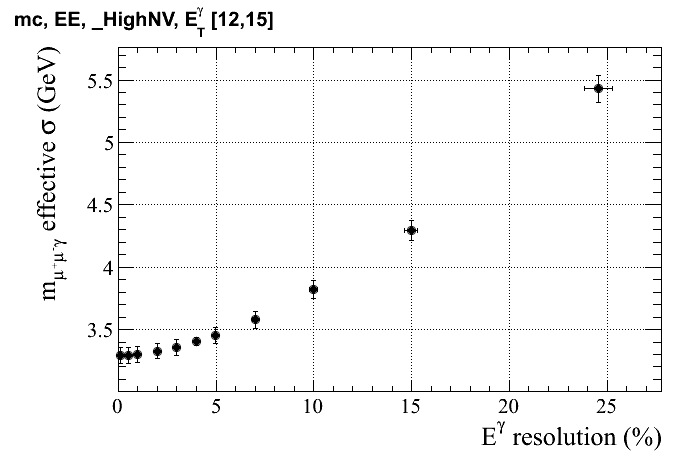 mc, EE, _HighNV, E_T^γ [12,15]
m_{μ⁺μ⁻γ} effective σ (GeV)
5.5
5
4.5
4
3.5
0 5 10 15 20 25
E^γ resolution (%)